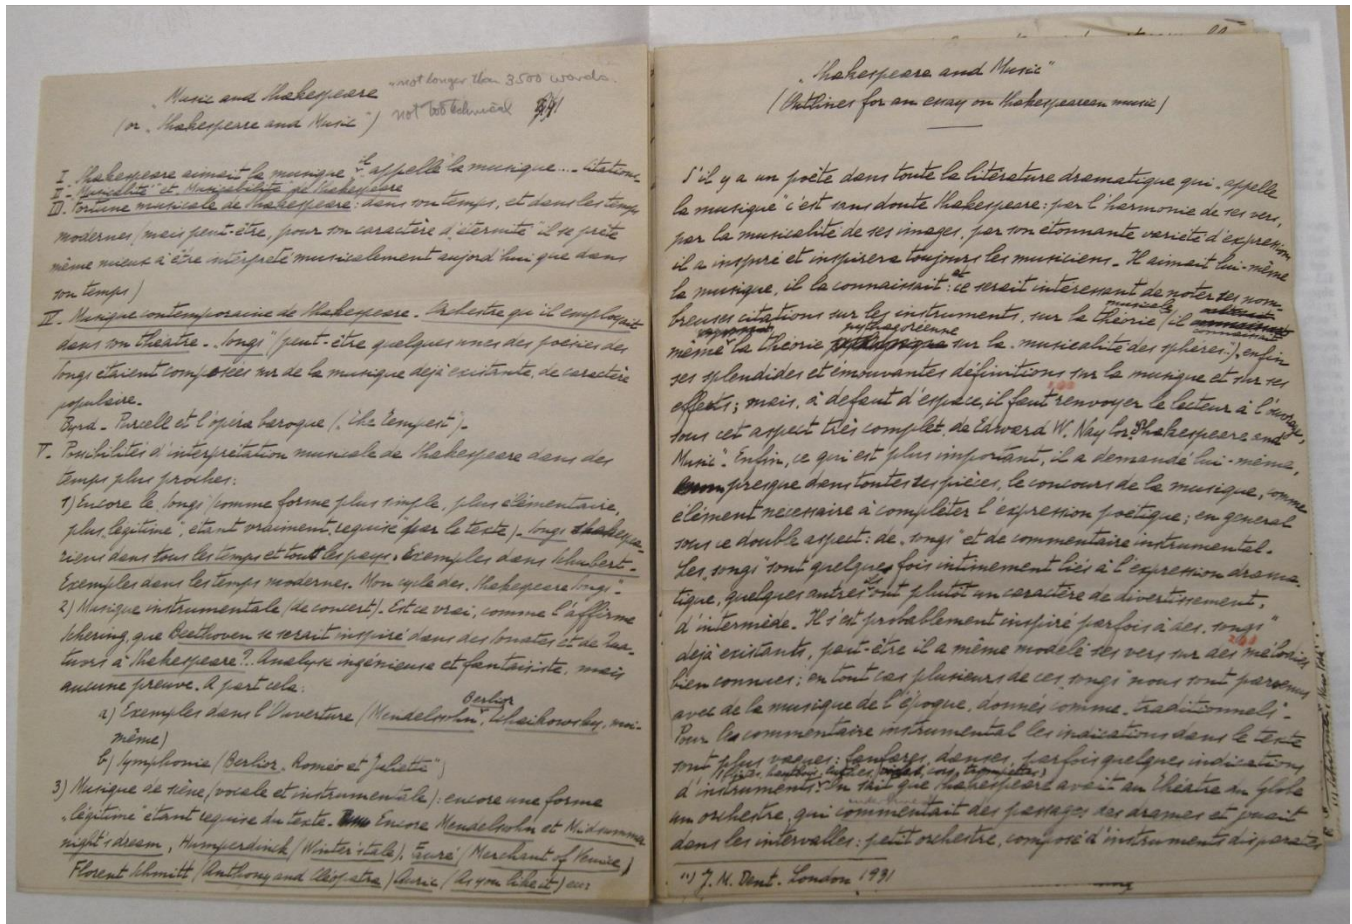 "Music and Shakespeare
"not longer than 3500 words.
(or "Shakespeare and Music")
not too technical
I - Shakespeare aimait la musique "et appelle la musique"... - Citations -
II - "Musicalité" et "Musicabilité" de Shakespeare
III - Fortune musicale de Shakespeare: dans son temps, et dans les temps
modernes (mais peut-être, pour son caractère d'"éternité" il se prête
même mieux à être interprété musicalement aujourd'hui que dans
son temps)
IV - Musique contemporaine de Shakespeare - Orchestre qu'il employait
dans son théatre - "Songs" (peut-être quelques unes des poésies des
songs étaient composées sur de la musique déjà existante, de caractère
populaire -
Byrd - Purcell et l'opéra baroque ("The Tempest") -
V - Possibilités d'interprétation musicale de Shakespeare dans des
temps plus proches:
1) Encore le "songs" (comme forme plus simple, plus élémentaire,
plus "légitime", étant vraiment requise par le texte) - Songs shakespea-
riens dans tous les temps et tout les pays. Exemples dans Schubert -
Exemples dans les temps modernes. Mon cycle des "Shakespeare Songs" -
2) Musique instrumentale (de concert). Est ce vrai, comme l'affirme
Schering, que Beethoven se serait inspiré dans des Sonates et de Qua-
tuors à Shakespeare? - Analyse ingénieuse et fantaisiste, mais
aucune preuve. A part cela:
Berlioz
a) Exemples dans l'Ouverture (Mendelsohn, Tchaikowsky, moi-
même)
b) Symphonie (Berlioz "Roméo et Juliette")
3) Musique de scène (vocale et instrumentale): encore une forme
"légitime" étant requise du texte. Encore Mendelsohn et Midsummer
night's dream, Humperdinck (Winter's tale), Fauré (Merchant of Venice)
Florent Schmitt (Anthony and Cléopatre) Auric (As you like it) etc:
"Shakespeare and Music"
(Outlines for an essay on Shakespearean music)
S'il y a un poète dans toute la littérature dramatique qui "appelle
la musique" c'est sans doute Shakespeare: par l'harmonie de ses vers,
par la musicalité de ses images, par son étonnante varieté d'expression
il a inspiré et inspirera toujours les musiciens - Il aimait lui-même
la musique, il la connaissait: et ce serait intéressant de noter ses nom-
breuses citations sur les instruments, sur la théorie musicale (il
même la théorie pythagoréenne sur la "musicalité des sphères":), enfin
ses splendides et émouvantes définitions sur la musique et sur ses
effects; mais, à defaut d'espace, il faut renvoyer le lecteur à l'ouvrage,
sous cet aspect très complet, de Edward W. Naylor "Shakespeare and
Music" - Enfin, ce qui est plus important, il a demandé lui-même,
presque dans toutes ses pièces, le concours de la musique, comme
élément necessaire à complèter l'expression poètique; en general
sous ce double aspect: de "songs" et de commentaire instrumental -
Les "songs" sont quelques fois intimement liés à l'expression drama-
tique, quelques autres ont plutôt un caractère de divertissement,
d'intermède - Il s'est probablement inspiré parfois à des "songs"
déjà existants, peut-être il a même modelé ses vers sur des mélodies
bien connues; en tout cas plusieurs de ces "songs" nous sont parvenus
avec de la musique de l'époque, donnés comme "traditionnels" -
Pour le commentaire instrumental les indications dans le texte
sont plus vagues: fanfares, danses, parfois quelques indications
d'instruments. On sait que Shakespeare avait au Théatre du Globe
un orchestre, qui commentait des passages des drames et jouait
dans les intervalles: petit orchestre, composé d'instruments disparates
(1) J. M. Dent - London 1931